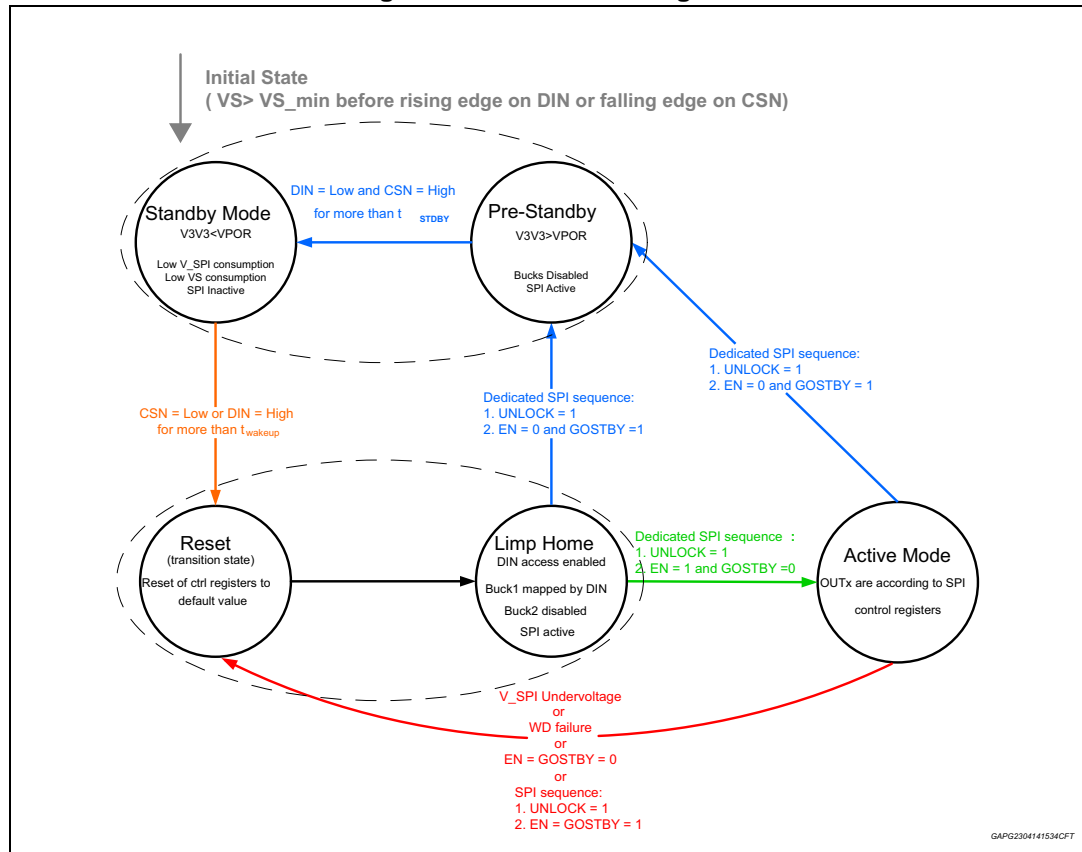 Initial State
( VS> VS_min before rising edge on DIN or falling edge on CSN)
Standby Mode
V3V3<VPOR
Low V_SPI consumption
Low VS consumption
SPI Inactive
DIN = Low and CSN = High
for more than t STDBY
Pre-Standby
V3V3>VPOR
Bucks Disabled
SPI Active
Dedicated SPI sequence:
1. UNLOCK = 1
2. EN = 0 and GOSTBY = 1
Dedicated SPI sequence:
1. UNLOCK = 1
2. EN = 0 and GOSTBY =1
CSN = Low or DIN = High
for more than twakeup
Reset
(transition state)
Reset of ctrl registers to
default value
Limp Home
DIN access enabled
Buck1 mapped by DIN
Buck2 disabled
SPI active
Dedicated SPI sequence :
1. UNLOCK = 1
2. EN = 1 and GOSTBY=0
Active Mode
OUTx are according to SPI
control registers
V_SPI Undervoltage
or
WD failure
or
EN = GOSTBY = 0
or
SPI sequence:
1. UNLOCK = 1
2. EN = GOSTBY = 1
GAPG2304141534CFT